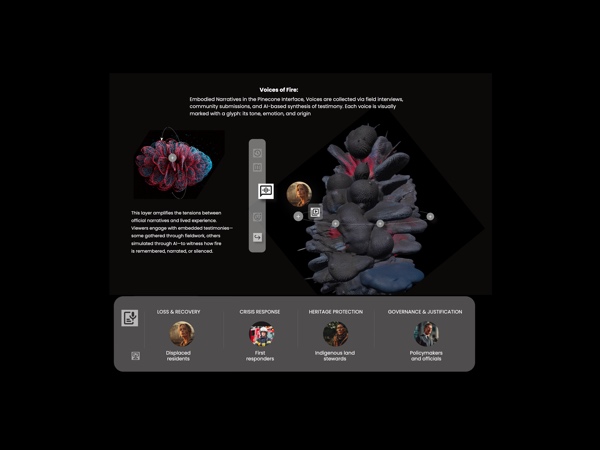 Voices of Fire:
Embodied Narratives in the Pinecone Interface, Voices are collected via field interviews,
community submissions, and AI-based synthesis of testimony. Each voice is visually
marked with a glyph: its tone, emotion, and origin
This layer amplifies the tensions between
official narratives and lived experience.
Viewers engage with embedded testimonies—
some gathered through fieldwork, others
simulated through AI—to witness how fire
is remembered, narrated, or silenced.
LOSS & RECOVERY
CRISIS RESPONSE
HERITAGE PROTECTION
GOVERNANCE & JUSTIFICATION
Displaced
residents
First
responders
Indigenous land
stewards
Policymakers
and officials